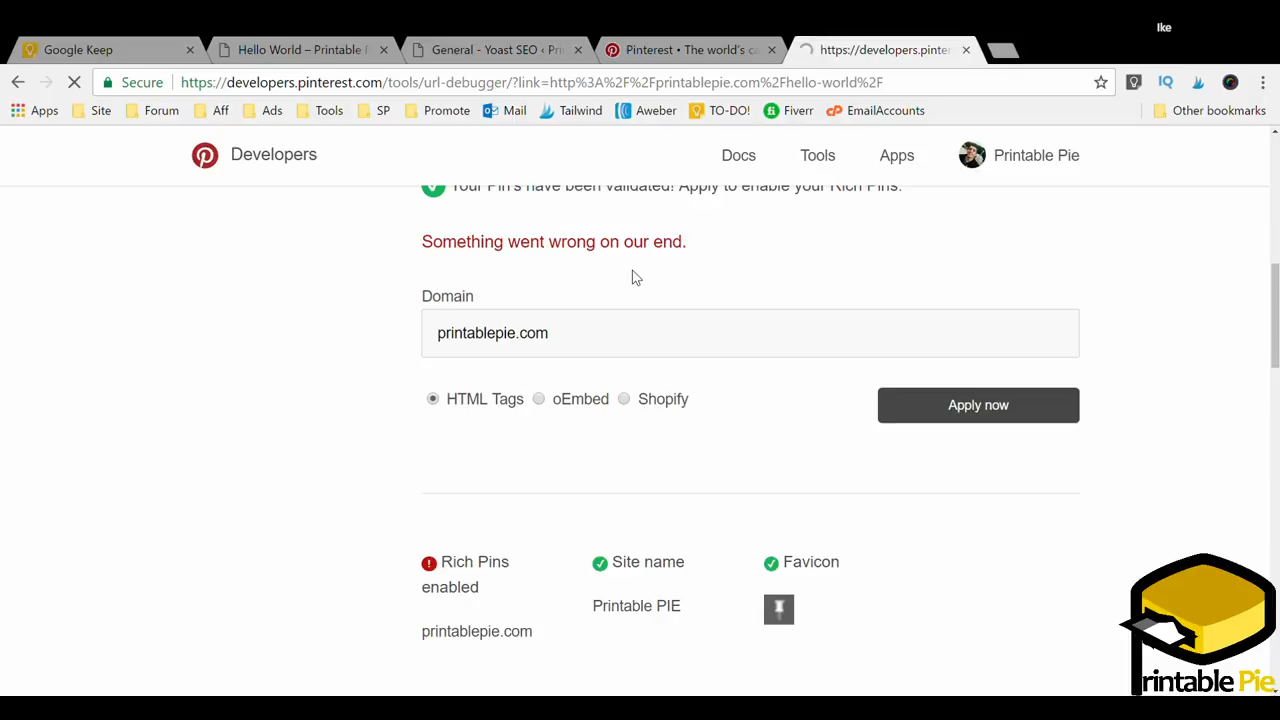 Ike
Google Keep
Hello World – Printable P
General - Yoast SEO ‹ Pri
Pinterest • The world's ca
https://developers.pinter
Secure
https://developers.pinterest.com/tools/url-debugger/?link=http%3A%2F%2Fprintablepie.com%2Fhello-world%2F
IQ
Apps
Site
Forum
Aff
Ads
Tools
SP
Promote
Mail
Tailwind
Aweber
TO-DO!
Fiverr
EmailAccounts
Other bookmarks
Developers
Docs
Tools
Apps
Printable Pie
Your Pin's have been validated! Apply to enable your Rich Pins.
Something went wrong on our end.
Domain
printablepie.com
HTML Tags
oEmbed
Shopify
Apply now
Rich Pins
enabled
Site name
Favicon
Printable PIE
printablepie.com
Printable Pie